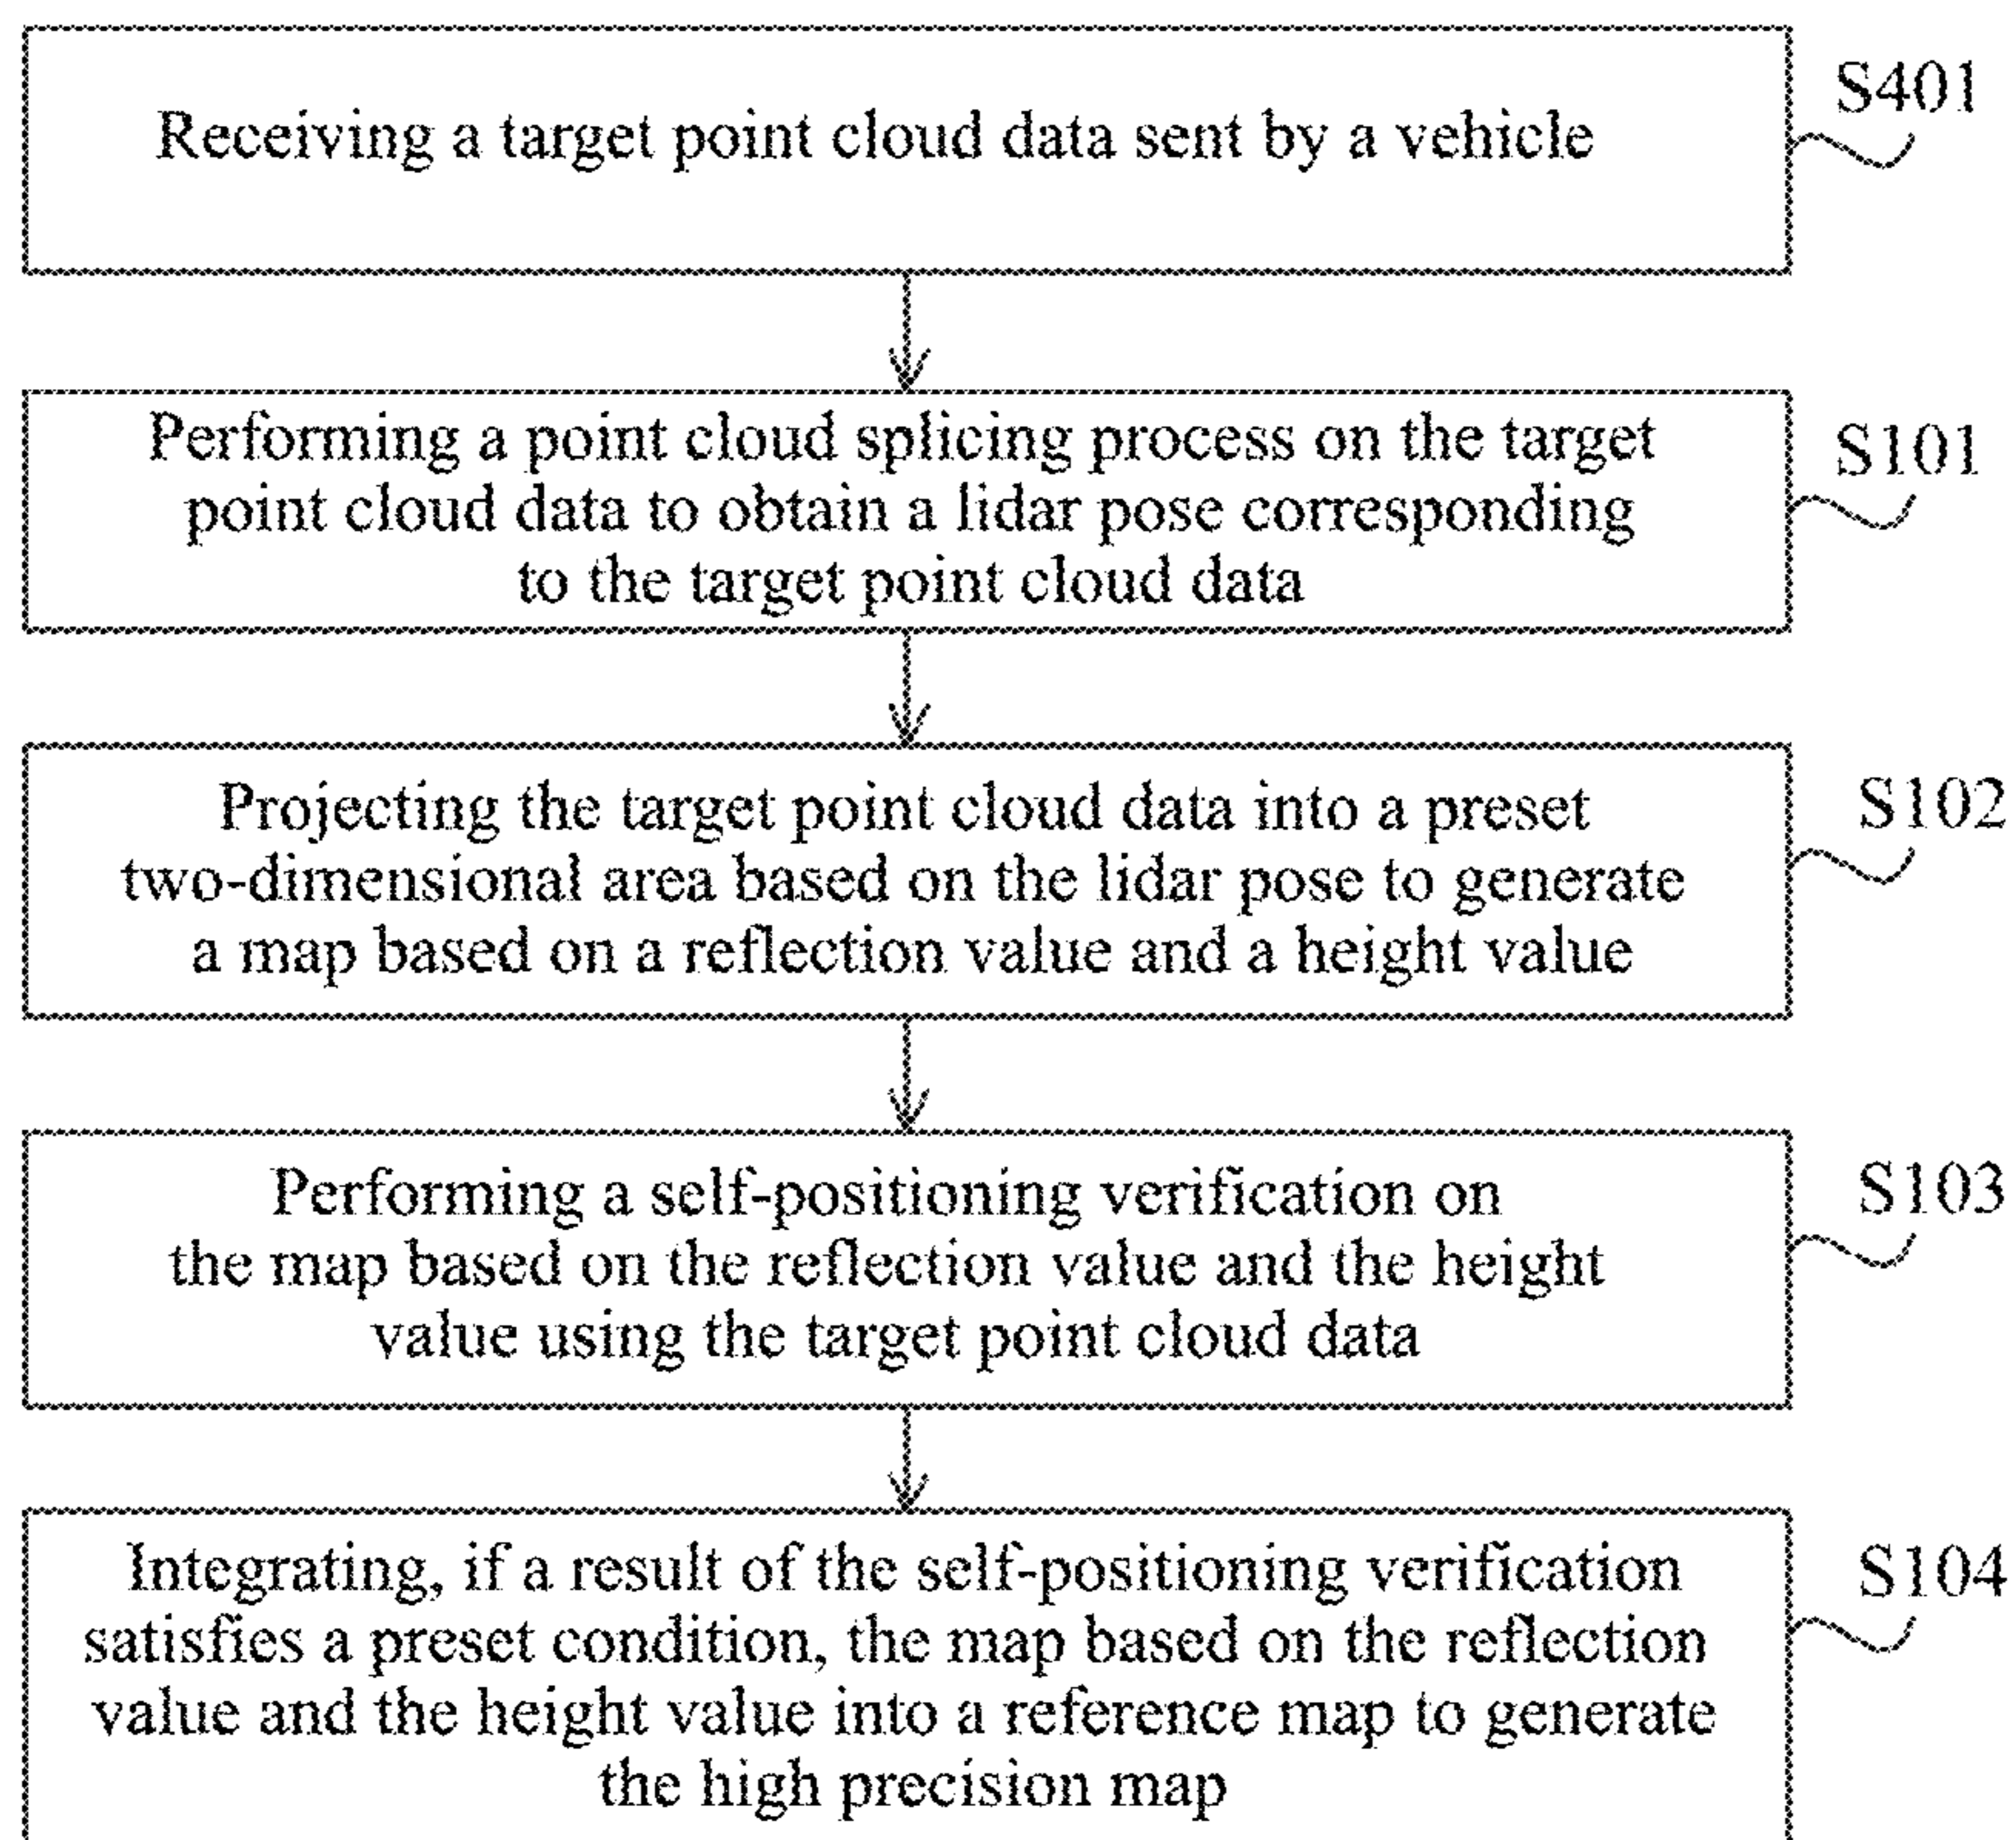 Receiving a target point cloud data sent by a vehicle
S401
Performing a point cloud splicing process on the target
point cloud data to obtain a lidar pose corresponding
to the target point cloud data
S101
Projecting the target point cloud data into a preset
two-dimensional area based on the lidar pose to generate
a map based on a reflection value and a height value
S102
Performing a self-positioning verification on
the map based on the reflection value and the height
value using the target point cloud data
S103
Integrating, if a result of the self-positioning verification
satisfies a preset condition, the map based on the reflection
value and the height value into a reference map to generate
the high precision map
S104